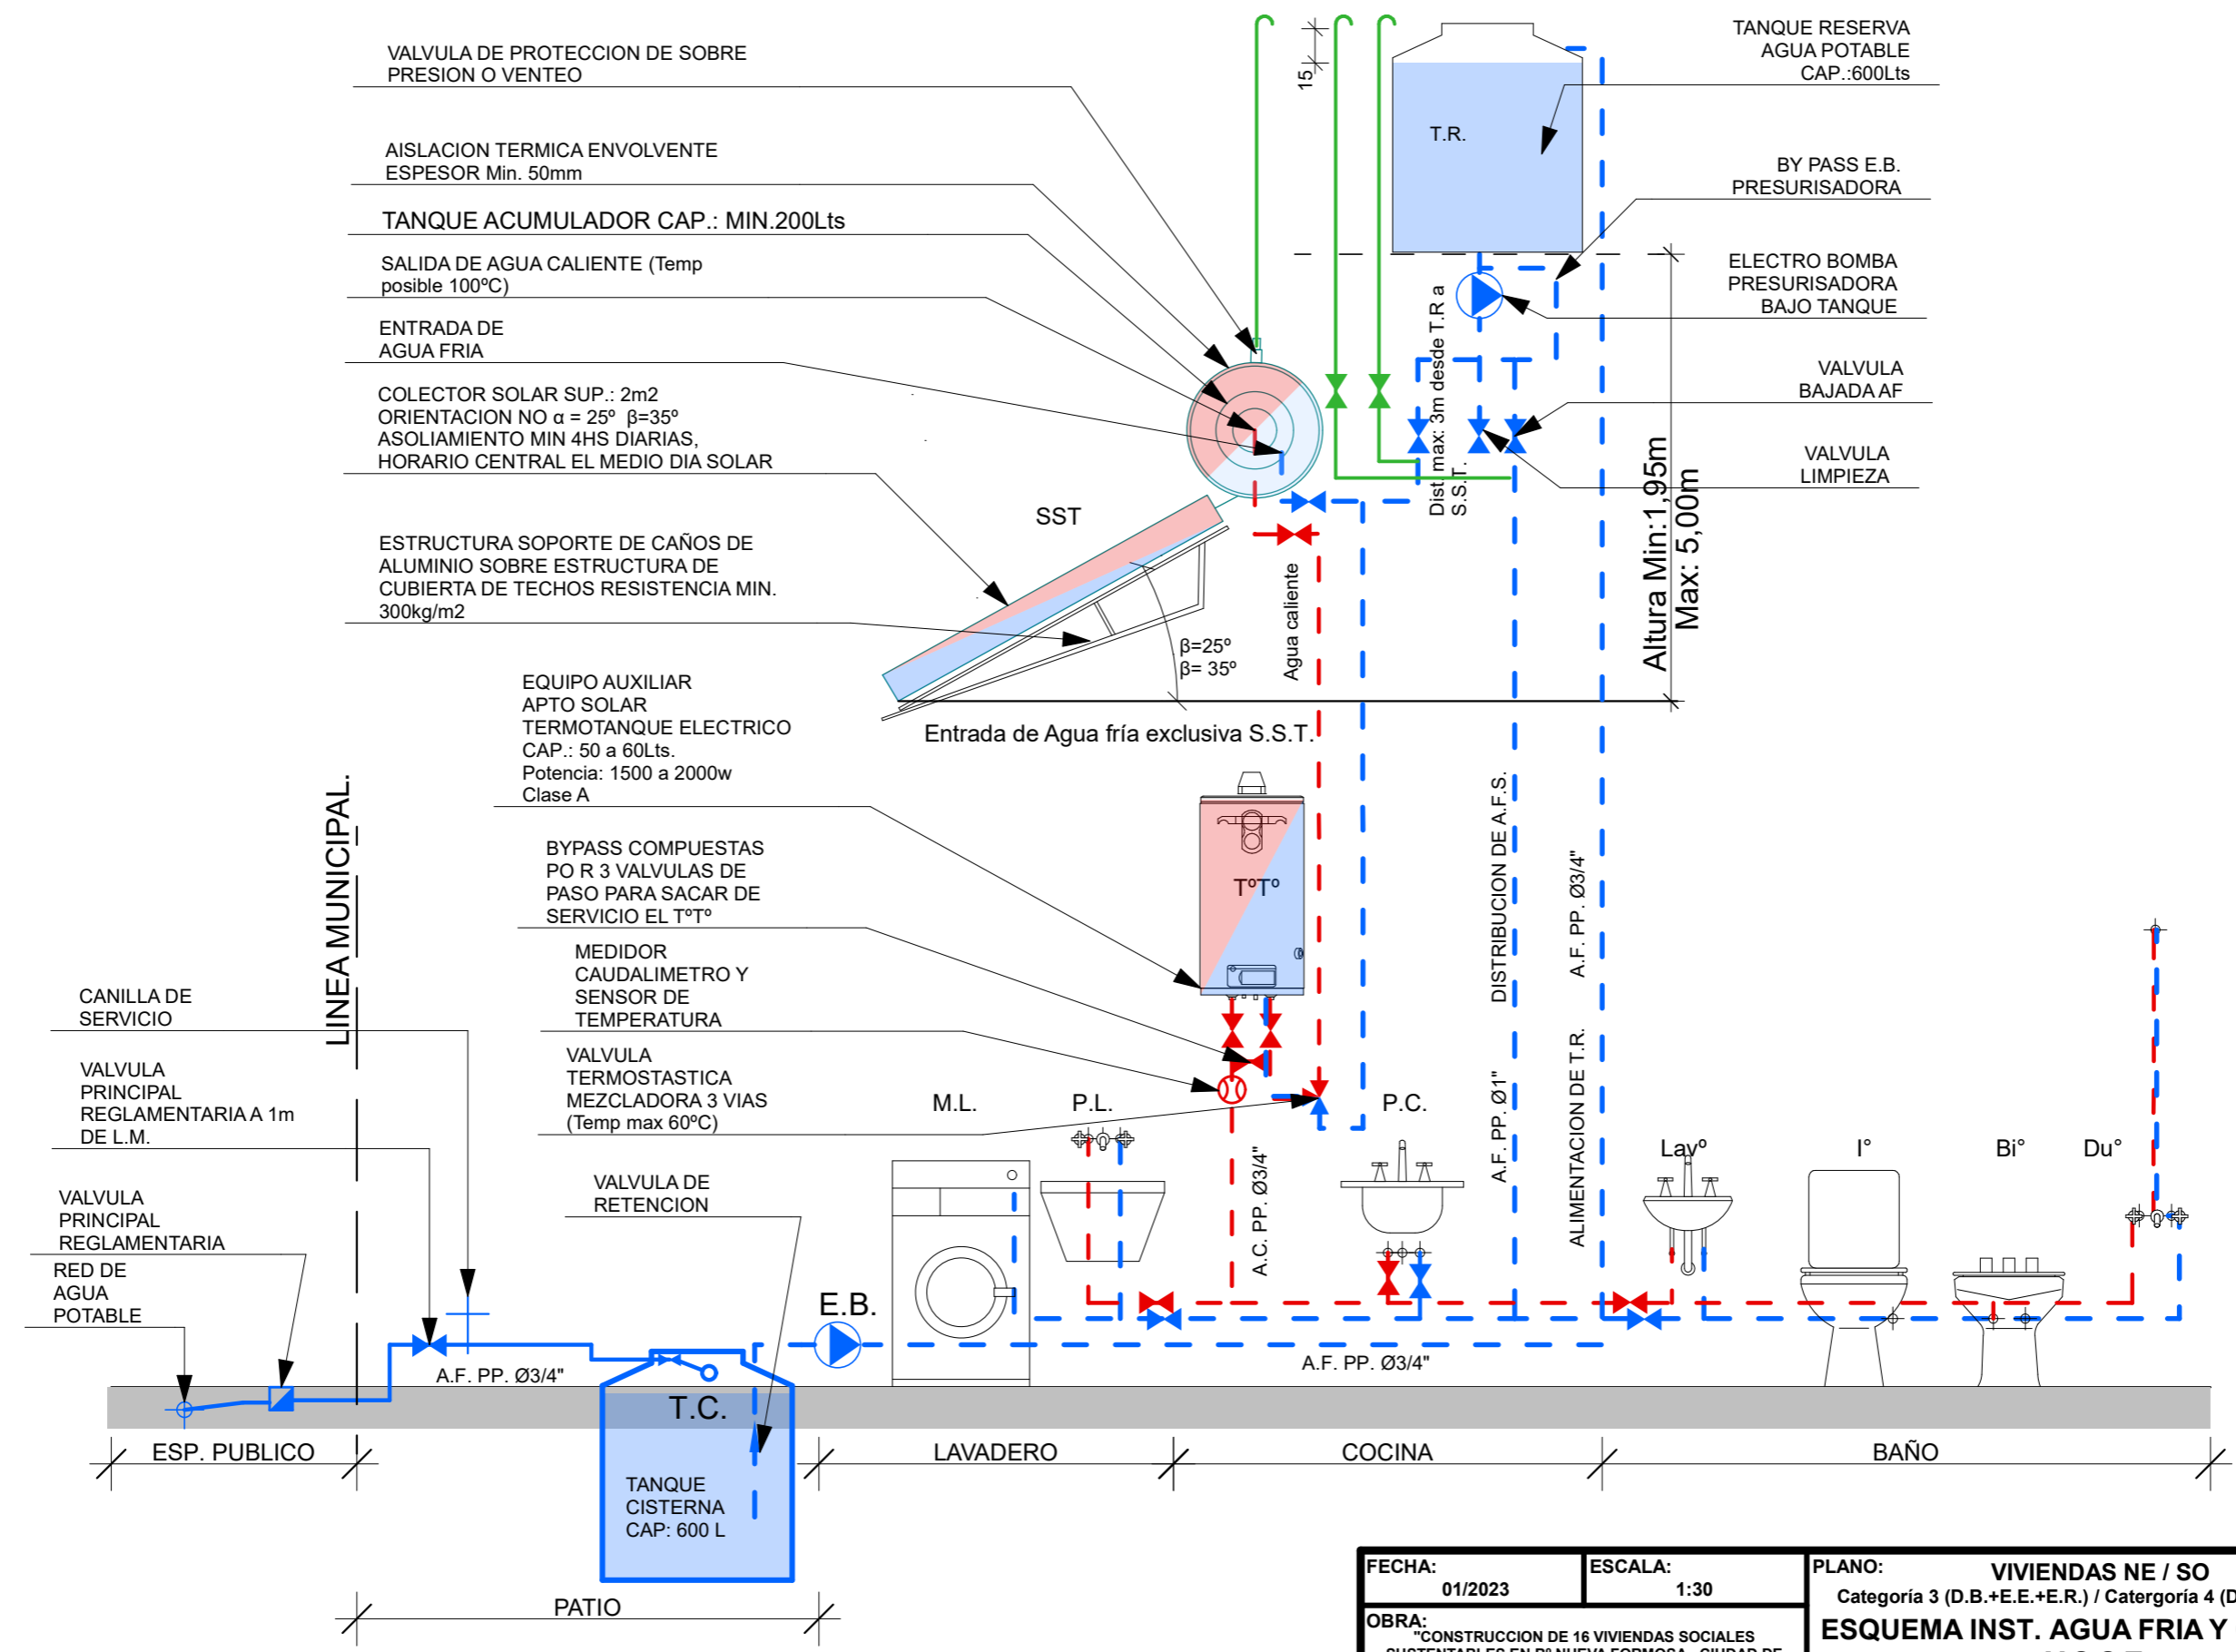 VALVULA DE PROTECCION DE SOBRE
PRESION O VENTEO
AISLACION TERMICA ENVOLVENTE
ESPESOR Min. 50mm
TANQUE ACUMULADOR CAP.: MIN.200Lts
SALIDA DE AGUA CALIENTE (Temp
posible 100ºC)
ENTRADA DE
AGUA FRIA
COLECTOR SOLAR SUP.: 2m2
ORIENTACION NO α = 25º β=35º
ASOLIAMIENTO MIN 4HS DIARIAS,
HORARIO CENTRAL EL MEDIO DIA SOLAR
ESTRUCTURA SOPORTE DE CAÑOS DE
ALUMINIO SOBRE ESTRUCTURA DE
CUBIERTA DE TECHOS RESISTENCIA MIN.
300kg/m2
15
T.R.
TANQUE RESERVA
AGUA POTABLE
CAP.:600Lts
BY PASS E.B.
PRESURISADORA
ELECTRO BOMBA
PRESURISADORA
BAJO TANQUE
VALVULA
BAJADA AF
VALVULA
LIMPIEZA
Dist. max: 3m desde T.R a
S.S.T.
Altura Min:1,95m
Max: 5,00m
SST
β=25º
β= 35º
Agua caliente
Entrada de Agua fría exclusiva S.S.T.
EQUIPO AUXILIAR
APTO SOLAR
TERMOTANQUE ELECTRICO
CAP.: 50 a 60Lts.
Potencia: 1500 a 2000w
Clase A
BYPASS COMPUESTAS
PO R 3 VALVULAS DE
PASO PARA SACAR DE
SERVICIO EL TºTº
MEDIDOR
CAUDALIMETRO Y
SENSOR DE
TEMPERATURA
VALVULA
TERMOSTASTICA
MEZCLADORA 3 VIAS
(Temp max 60ºC)
VALVULA DE
RETENCION
TºTº
LINEA MUNICIPAL.
CANILLA DE
SERVICIO
VALVULA
PRINCIPAL
REGLAMENTARIA A 1m
DE L.M.
VALVULA
PRINCIPAL
REGLAMENTARIA
RED DE
AGUA
POTABLE
M.L.
P.L.
P.C.
Lavº
I°
Bi°
Du°
A.C. PP. Ø3/4"
A.F. PP. Ø1" DISTRIBUCION DE A.F.S.
ALIMENTACION DE T.R. A.F. PP. Ø3/4"
E.B.
A.F. PP. Ø3/4"
A.F. PP. Ø3/4"
T.C.
TANQUE
CISTERNA
CAP: 600 L
ESP. PUBLICO
LAVADERO
COCINA
BAÑO
PATIO
FECHA:
01/2023
ESCALA:
1:30
PLANO:
VIVIENDAS NE / SO
Categoría 3 (D.B.+E.E.+E.R.) / Catergoría 4 (D
ESQUEMA INST. AGUA FRIA Y
OBRA:
"CONSTRUCCION DE 16 VIVIENDAS SOCIALES
SUSTENTABLES EN Bº NUEVA FORMOSA - CIUDAD DE